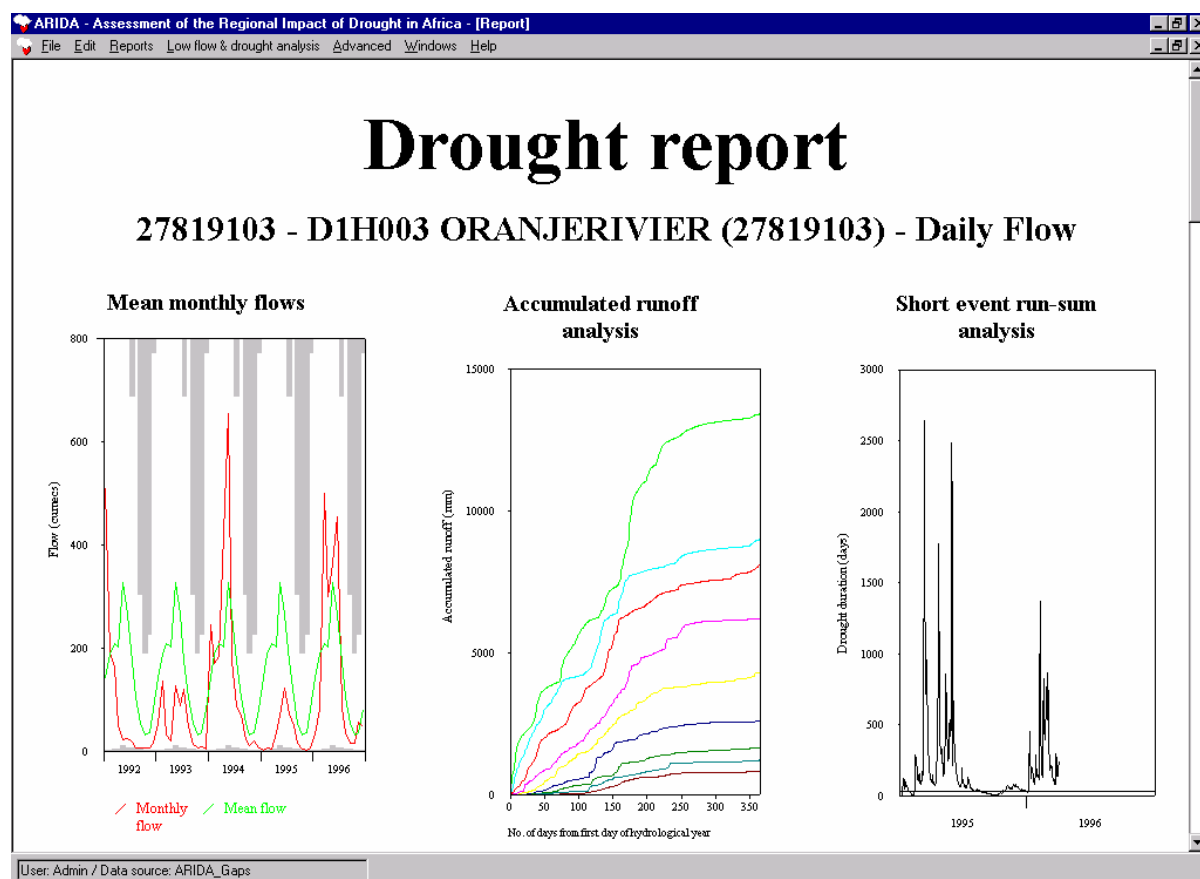 ARIDA - Assessment of the Regional Impact of Drought in Africa - [Report]
File Edit Reports Low flow & drought analysis Advanced Windows Help
Drought report
27819103 - D1H003 ORANJERIVIER (27819103) - Daily Flow
Mean monthly flows
800
600
400
200
0
Flow (cumecs)
1992 1993 1994 1995 1996
Monthly flow
Mean flow
Accumulated runoff
analysis
15000
10000
5000
0
Accumulated runoff (mm)
0 50 100 150 200 250 300 350
No. of days from first day of hydrological year
Short event run-sum
analysis
3000
2500
2000
1500
1000
500
0
Drought duration (days)
1995 1996
User: Admin / Data source: ARIDA_Gaps